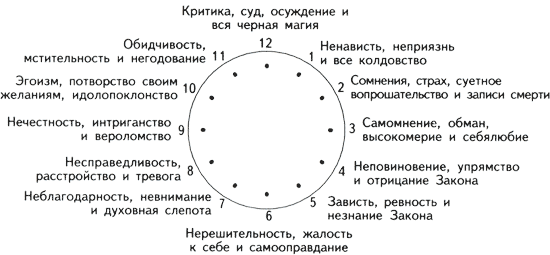 Критика, суд, осуждение и
вся черная магия
12
Обидчивость,
мстительность и негодование
11
1
Ненависть, неприязнь
и все колдовство
Эгоизм, потворство своим
желаниям, идолопоклонство
10
2
Сомнения, страх, суетное
вопрошательство и записи смерти
Нечестность, интриганство
и вероломство
9
3
Самомнение, обман,
высокомерие и себялюбие
Несправедливость,
расстройство и тревога
8
4
Неповиновение, упрямство
и отрицание Закона
Неблагодарность, невнимание
и духовная слепота
7
5
Зависть, ревность и
незнание Закона
6
Нерешительность, жалость
к себе и самооправдание